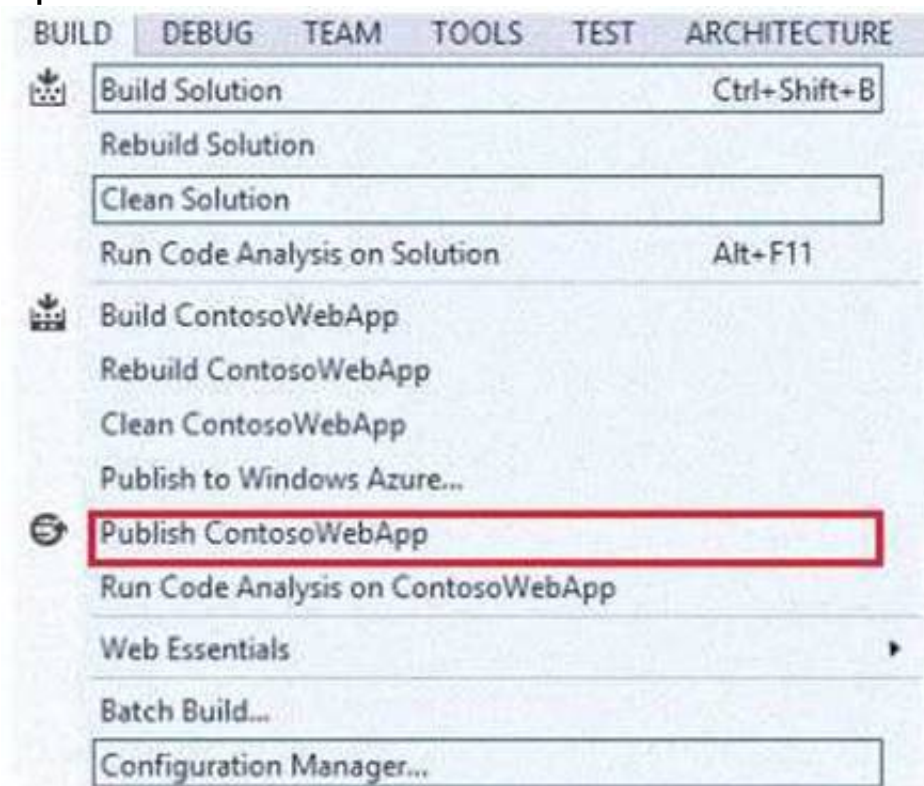 BUILD DEBUG TEAM TOOLS TEST ARCHITECTURE
Build Solution Ctrl+Shift+B
Rebuild Solution
Clean Solution
Run Code Analysis on Solution Alt+F11
Build ContosoWebApp
Rebuild ContosoWebApp
Clean ContosoWebApp
Publish to Windows Azure...
Publish ContosoWebApp
Run Code Analysis on ContosoWebApp
Web Essentials
Batch Build...
Configuration Manager...